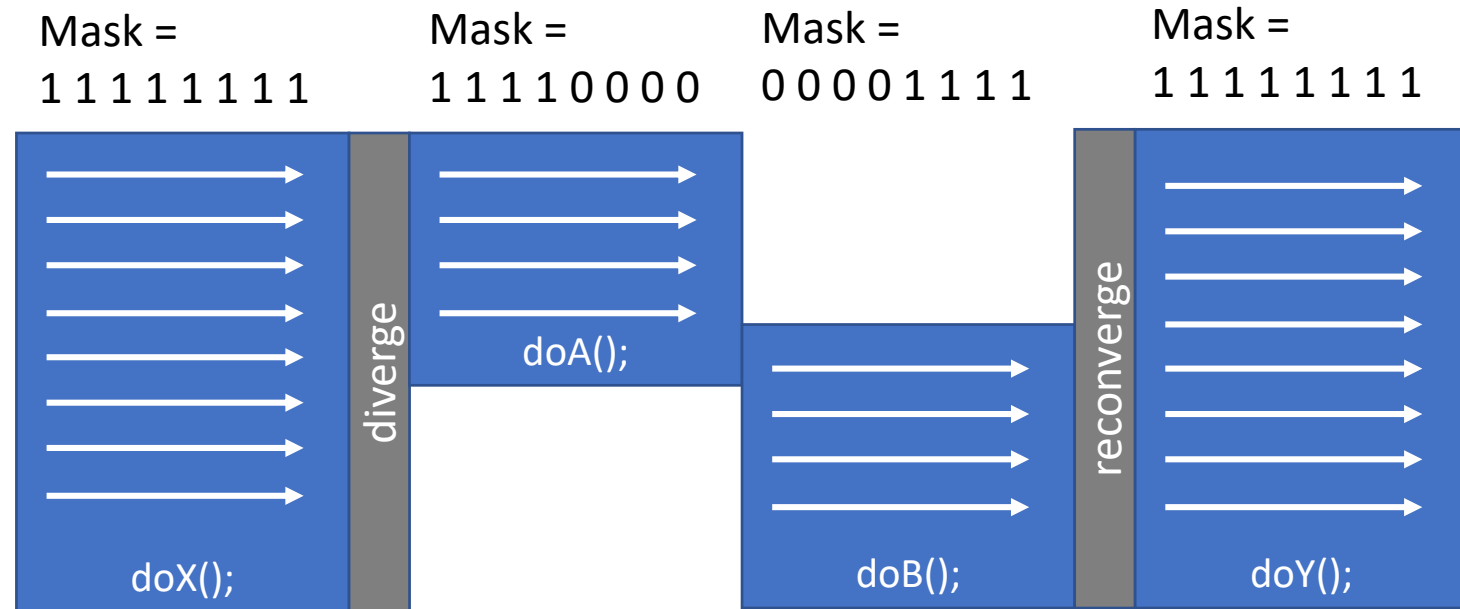 Mask =
1 1 1 1 1 1 1 1
Mask =
1 1 1 1 0 0 0 0
Mask =
0 0 0 0 1 1 1 1
Mask =
1 1 1 1 1 1 1 1
doX();
diverge
doA();
doB();
reconverge
doY();